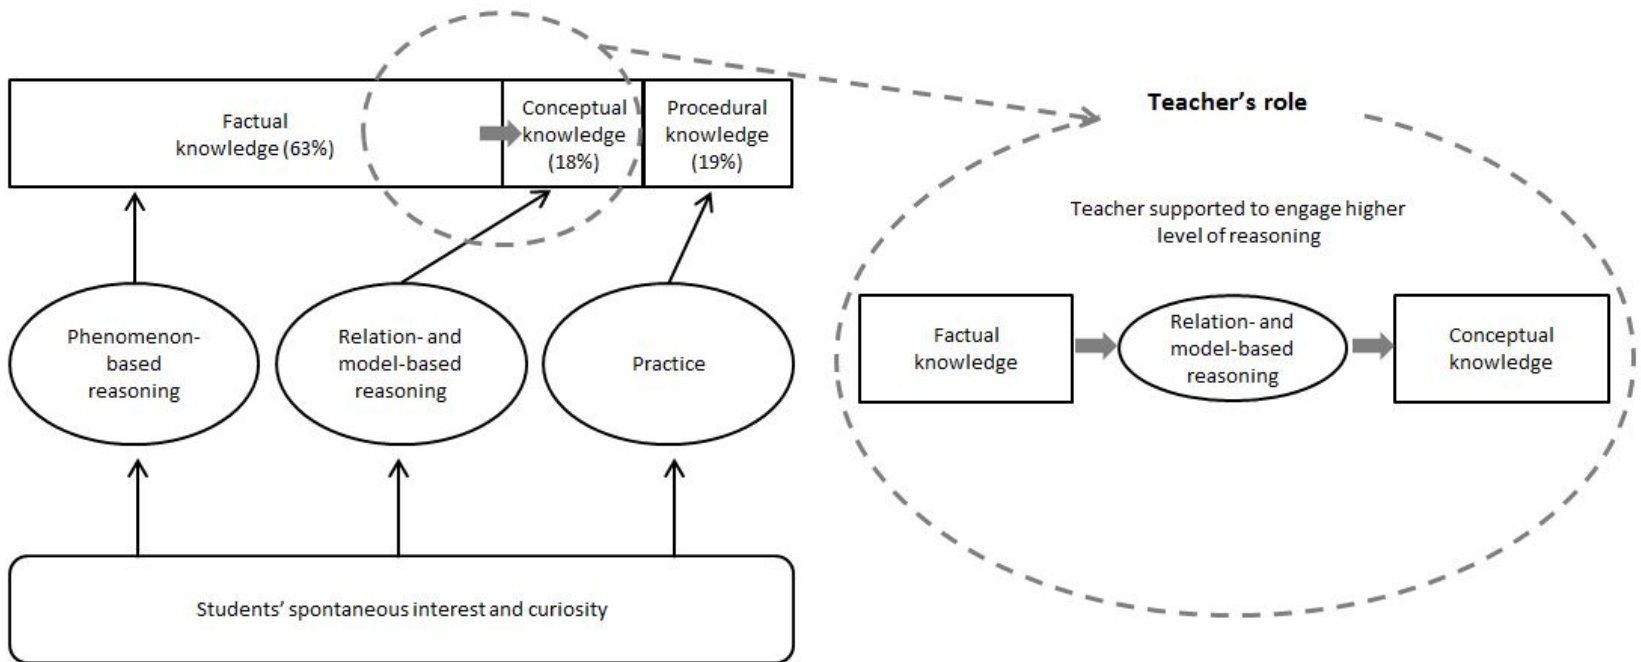 Factual
knowledge (63%)
Conceptual
knowledge
(18%)
Procedural
knowledge
(19%)
Phenomenon-
based
reasoning
Relation- and
model-based
reasoning
Practice
Students’ spontaneous interest and curiosity
Teacher’s role
Teacher supported to engage higher
level of reasoning
Factual
knowledge
Relation- and
model-based
reasoning
Conceptual
knowledge